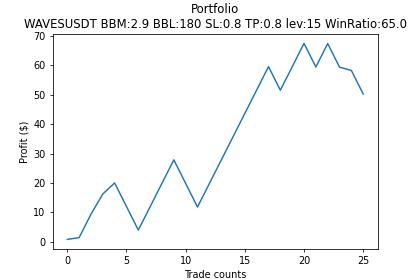 Portfolio
WAVESUSDT BBM:2.9 BBL:180 SL:0.8 TP:0.8 lev:15 WinRatio:65.0
70
60
50
40
30
20
10
0
Profit ($)
0 5 10 15 20 25
Trade counts